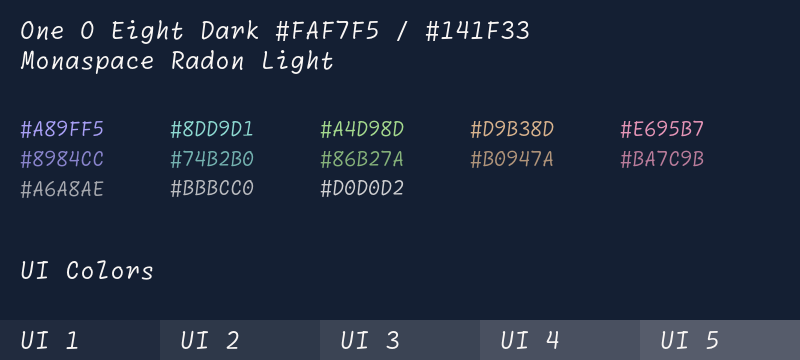 One O Eight Dark #FAF7F5 / #141F33
Monaspace Radon Light
#A89FF5 #8DD9D1 #A4D98D #D9B38D #E695B7
#8984CC #74B2B0 #86B27A #B0947A #BA7C9B
#A6A8AE #BBBCC0 #D0D0D2
UI Colors
UI 1 UI 2 UI 3 UI 4 UI 5